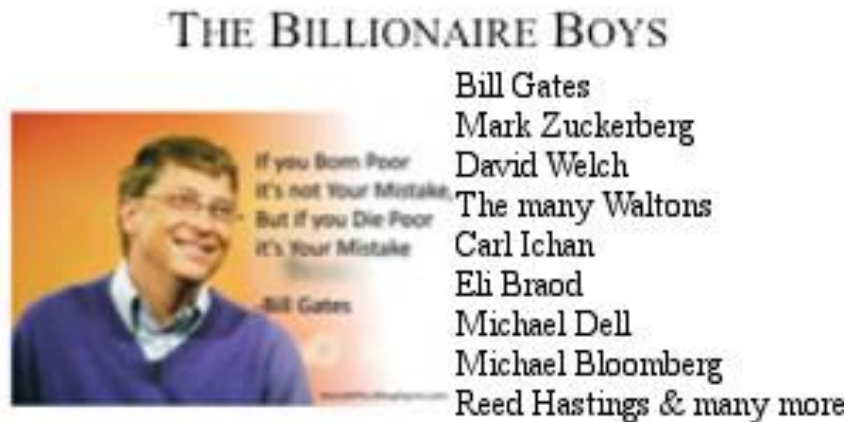 THE BILLIONAIRE BOYS
If you Born Poor
it's not Your Mistake,
But if you Die Poor
it's Your Mistake
-Bill Gates
Bill Gates
Mark Zuckerberg
David Welch
The many Waltons
Carl Ichan
Eli Braod
Michael Dell
Michael Bloomberg
Reed Hastings & many more